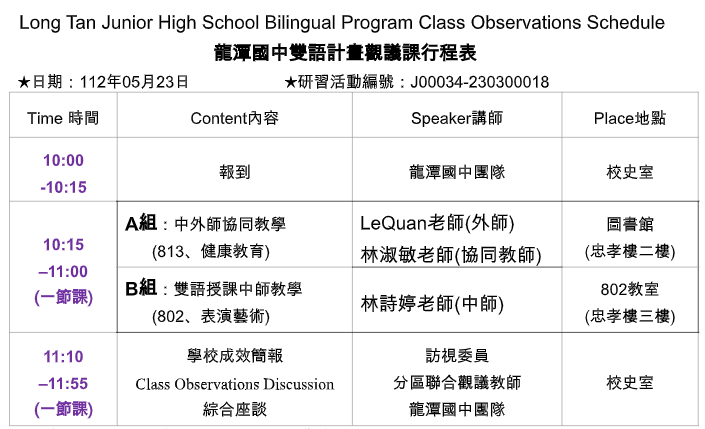 Long Tan Junior High School Bilingual Program Class Observations Schedule
龍潭國中雙語計畫觀議課行程表
★日期：112年05月23日 ★研習活動編號：J00034-230300018
Time 時間 Content內容 Speaker講師 Place地點
10:00
-10:15
報到
龍潭國中團隊
校史室
10:15
–11:00
(一節課)
A組：中外師協同教學
(813、健康教育)
LeQuan老師(外師)
林淑敏老師(協同教師)
圖書館
(忠孝樓二樓)
B組：雙語授課中師教學
(802、表演藝術)
林詩婷老師(中師)
802教室
(忠孝樓三樓)
11:10
–11:55
(一節課)
學校成效簡報
Class Observations Discussion
綜合座談
訪視委員
分區聯合觀議教師
龍潭國中團隊
校史室